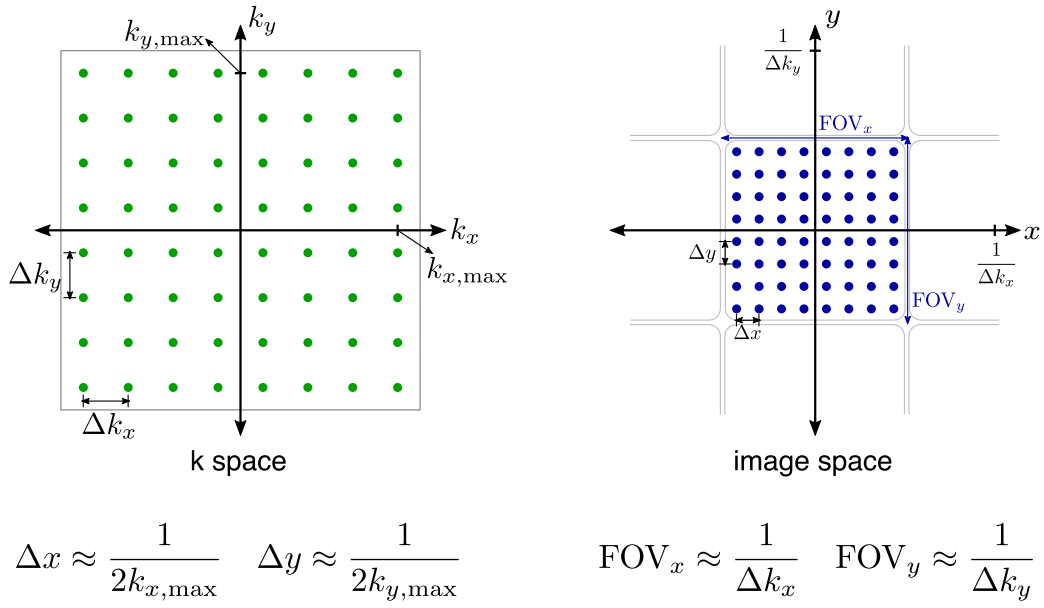 k_y
k_{y,max}
k_x
k_{x,max}
Δk_y
Δk_x
k space
y
1/Δk_y
FOV_x
x
1/Δk_x
Δy
FOV_y
Δx
image space
Δx ≈ 1/2k_{x,max} Δy ≈ 1/2k_{y,max}
FOV_x ≈ 1/Δk_x FOV_y ≈ 1/Δk_y